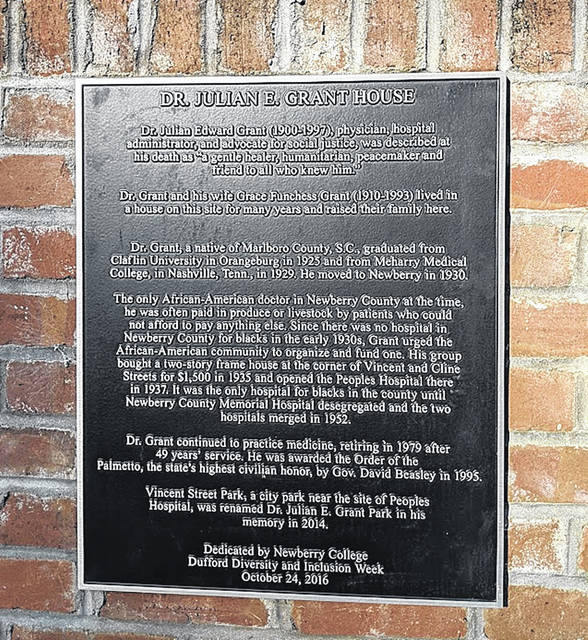 DR. JULIAN E. GRANT HOUSE
Dr. Julian Edward Grant (1900-1997), physician, hospital
administrator, and advocate for social justice, was described at
his death as "a gentle healer, humanitarian, peacemaker and
friend to all who knew him."
Dr. Grant and his wife Grace Funchess Grant (1910-1993) lived in
a house on this site for many years and raised their family here.
Dr. Grant, a native of Marlboro County, S.C., graduated from
Claflin University in Orangeburg in 1925 and from Meharry Medical
College, in Nashville, Tenn., in 1929. He moved to Newberry in 1930.
The only African-American doctor in Newberry County at the time,
he was often paid in produce or livestock by patients who could
not afford to pay anything else. Since there was no hospital in
Newberry County for blacks in the early 1930s, Grant urged the
African-American community to organize and fund one. His group
bought a two-story frame house at the corner of Vincent and Cline
Streets for $1,500 in 1935 and opened the Peoples Hospital there
in 1937. It was the only hospital for blacks in the county until
Newberry County Memorial Hospital desegregated and the two
hospitals merged in 1952.
Dr. Grant continued to practice medicine, retiring in 1979 after
49 years' service. He was awarded the Order of the
Palmetto, the state's highest civilian honor, by Gov. David Beasley in 1995.
Vincent Street Park, a city park near the site of Peoples
Hospital, was renamed Dr. Julian E. Grant Park in his
memory in 2014.
Dedicated by Newberry College
Dufford Diversity and Inclusion Week
October 24, 2016